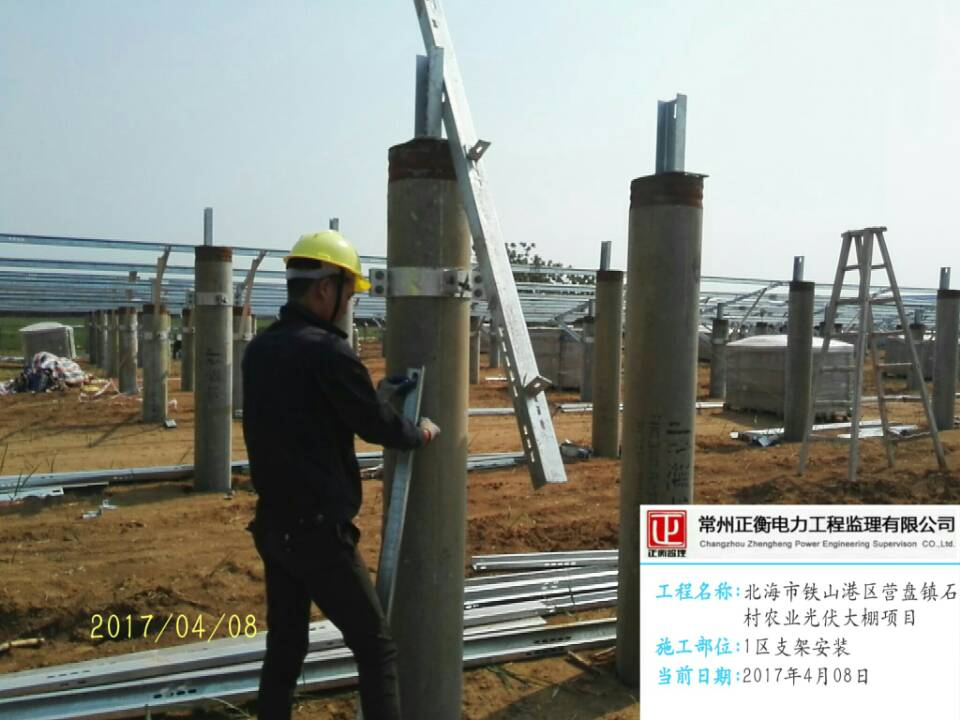 常州正衡电力工程监理有限公司
正衡监理
Changzhou Zhengheng Power Engineering Supervison CO.,Ltd.
工程名称:北海市铁山港区营盘镇石
村农业光伏大棚项目
施工部位:1区支架安装
当前日期:2017年4月08日
2017/04/08